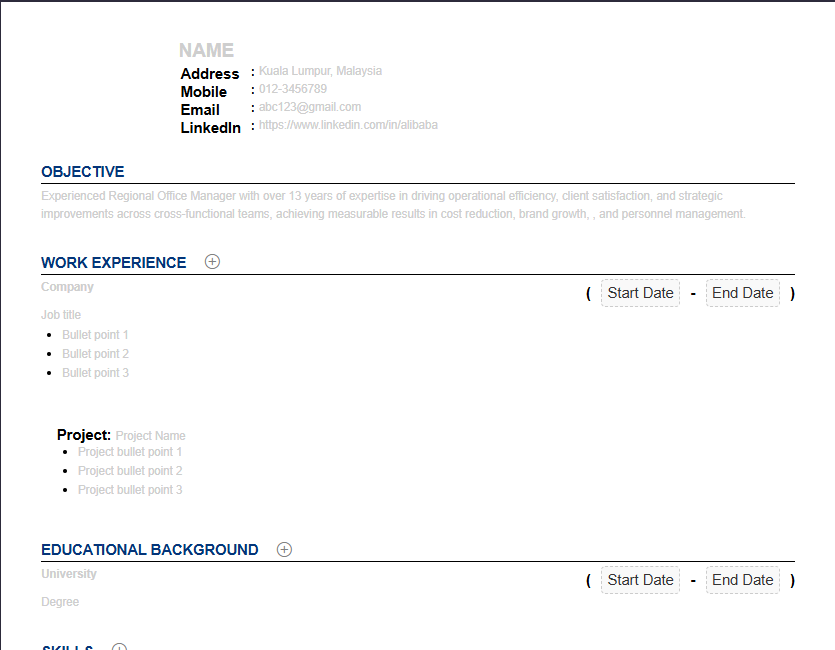 NAME
Address : Kuala Lumpur, Malaysia
Mobile : 012-3456789
Email : abc123@gmail.com
LinkedIn : https://www.linkedin.com/in/alibaba
OBJECTIVE
Experienced Regional Office Manager with over 13 years of expertise in driving operational efficiency, client satisfaction, and strategic
improvements across cross-functional teams, achieving measurable results in cost reduction, brand growth, , and personnel management.
WORK EXPERIENCE
Company ( Start Date - End Date )
Job title
• Bullet point 1
• Bullet point 2
• Bullet point 3
Project: Project Name
• Project bullet point 1
• Project bullet point 2
• Project bullet point 3
EDUCATIONAL BACKGROUND
University ( Start Date - End Date )
Degree
SKILLS